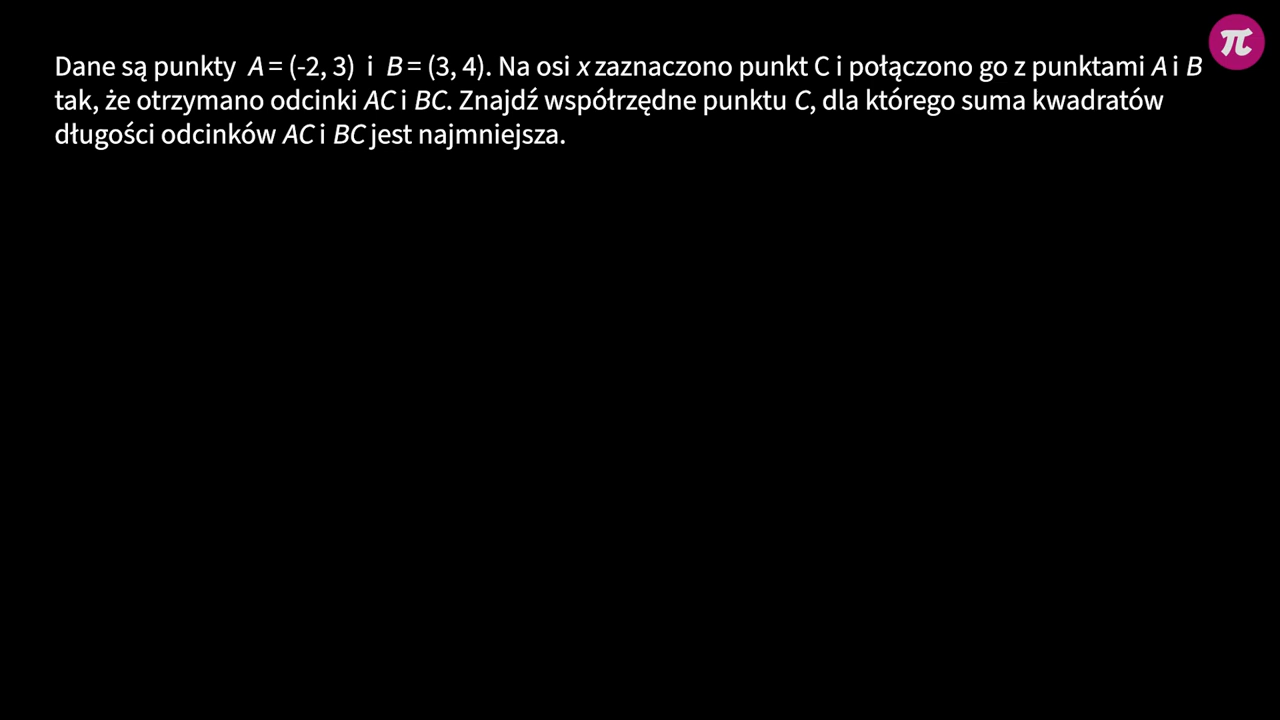 Dane są punkty A = (-2, 3) i B = (3, 4). Na osi x zaznaczono punkt C i połączono go z punktami A i B
tak, że otrzymano odcinki AC i BC. Znajdź współrzędne punktu C, dla którego suma kwadratów
długości odcinków AC i BC jest najmniejsza.
π